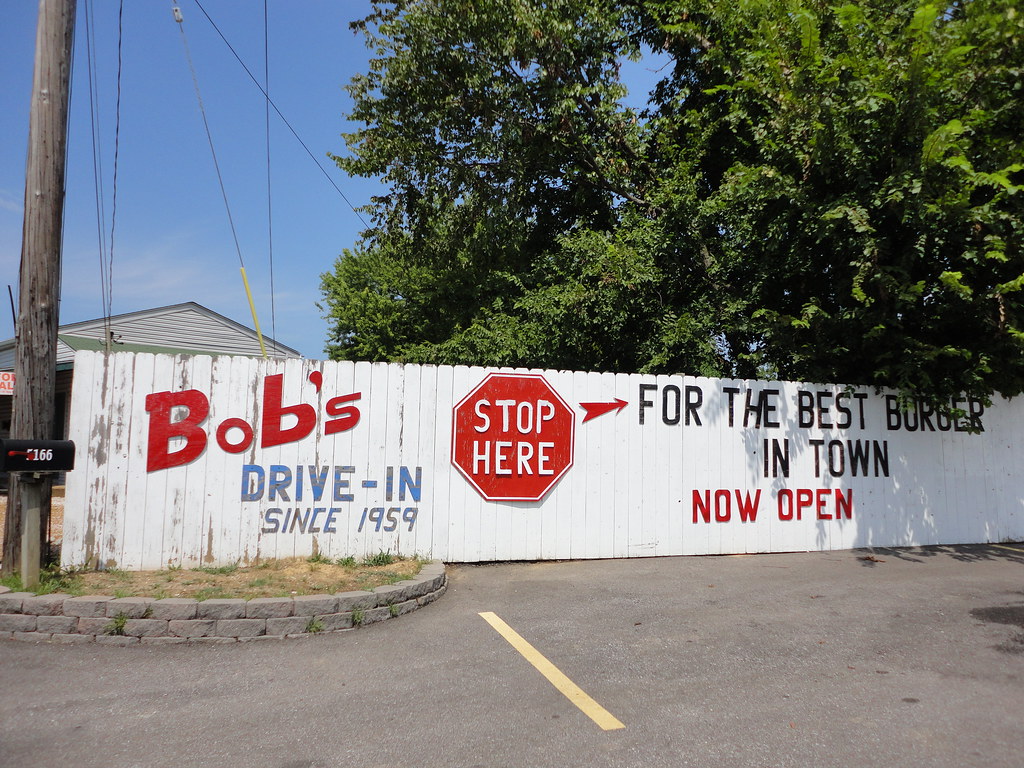 Bob's
DRIVE-IN
SINCE 1959
STOP
HERE
FOR THE BEST BURGER
IN TOWN
NOW OPEN
166